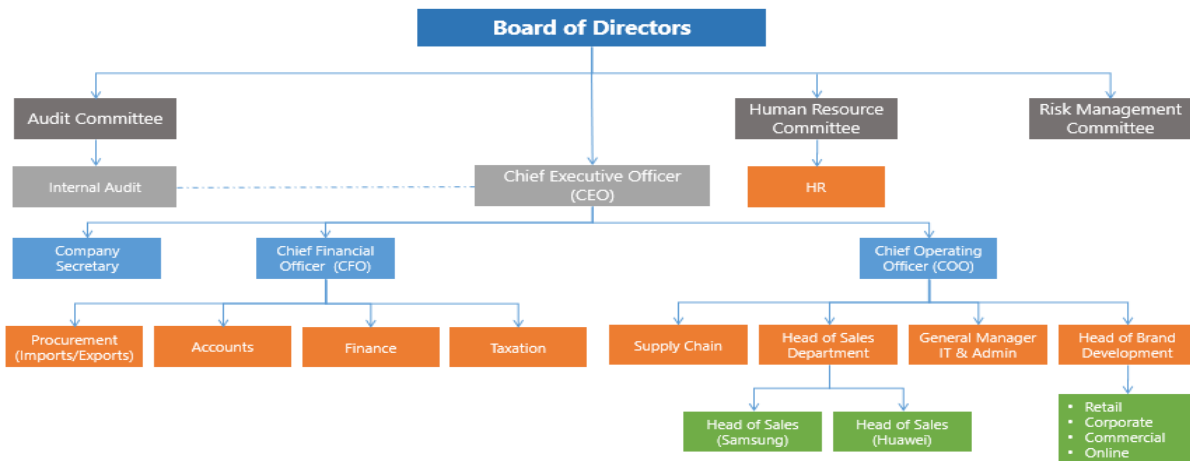 Board of Directors
Audit Committee
Human Resource
Committee
Risk Management
Committee
Internal Audit
Chief Executive Officer
(CEO)
HR
Company
Secretary
Chief Financial
Officer (CFO)
Chief Operating
Officer (COO)
Procurement
(Imports/Exports)
Accounts
Finance
Taxation
Supply Chain
Head of Sales
Department
General Manager
IT & Admin
Head of Brand
Development
Head of Sales
(Samsung)
Head of Sales
(Huawei)
• Retail
• Corporate
• Commercial
• Online